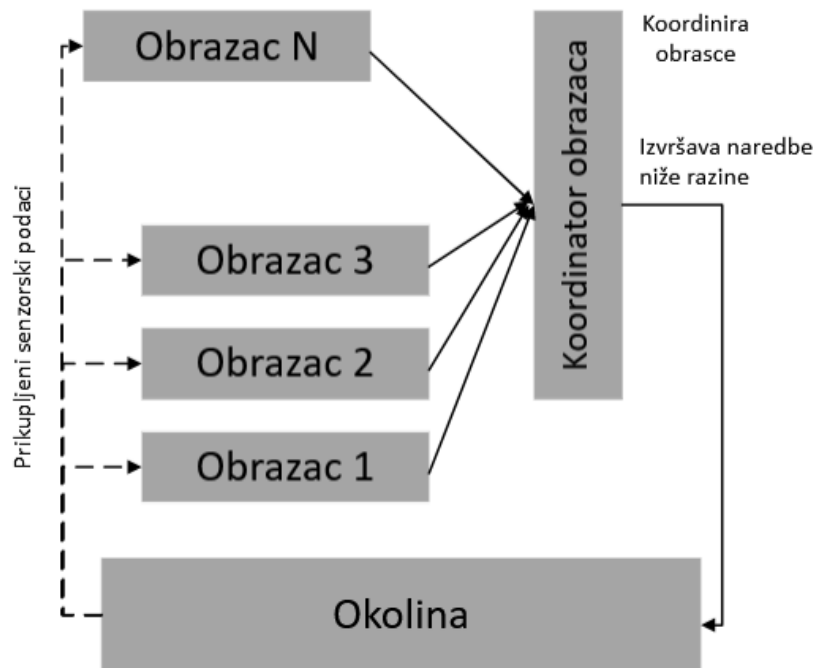 Obrazac N
Koordinira
obrasce
Koordinator obrazaca
Izvršava naredbe
niže razine
Prikupljeni senzorski podaci
Obrazac 3
Obrazac 2
Obrazac 1
Okolina